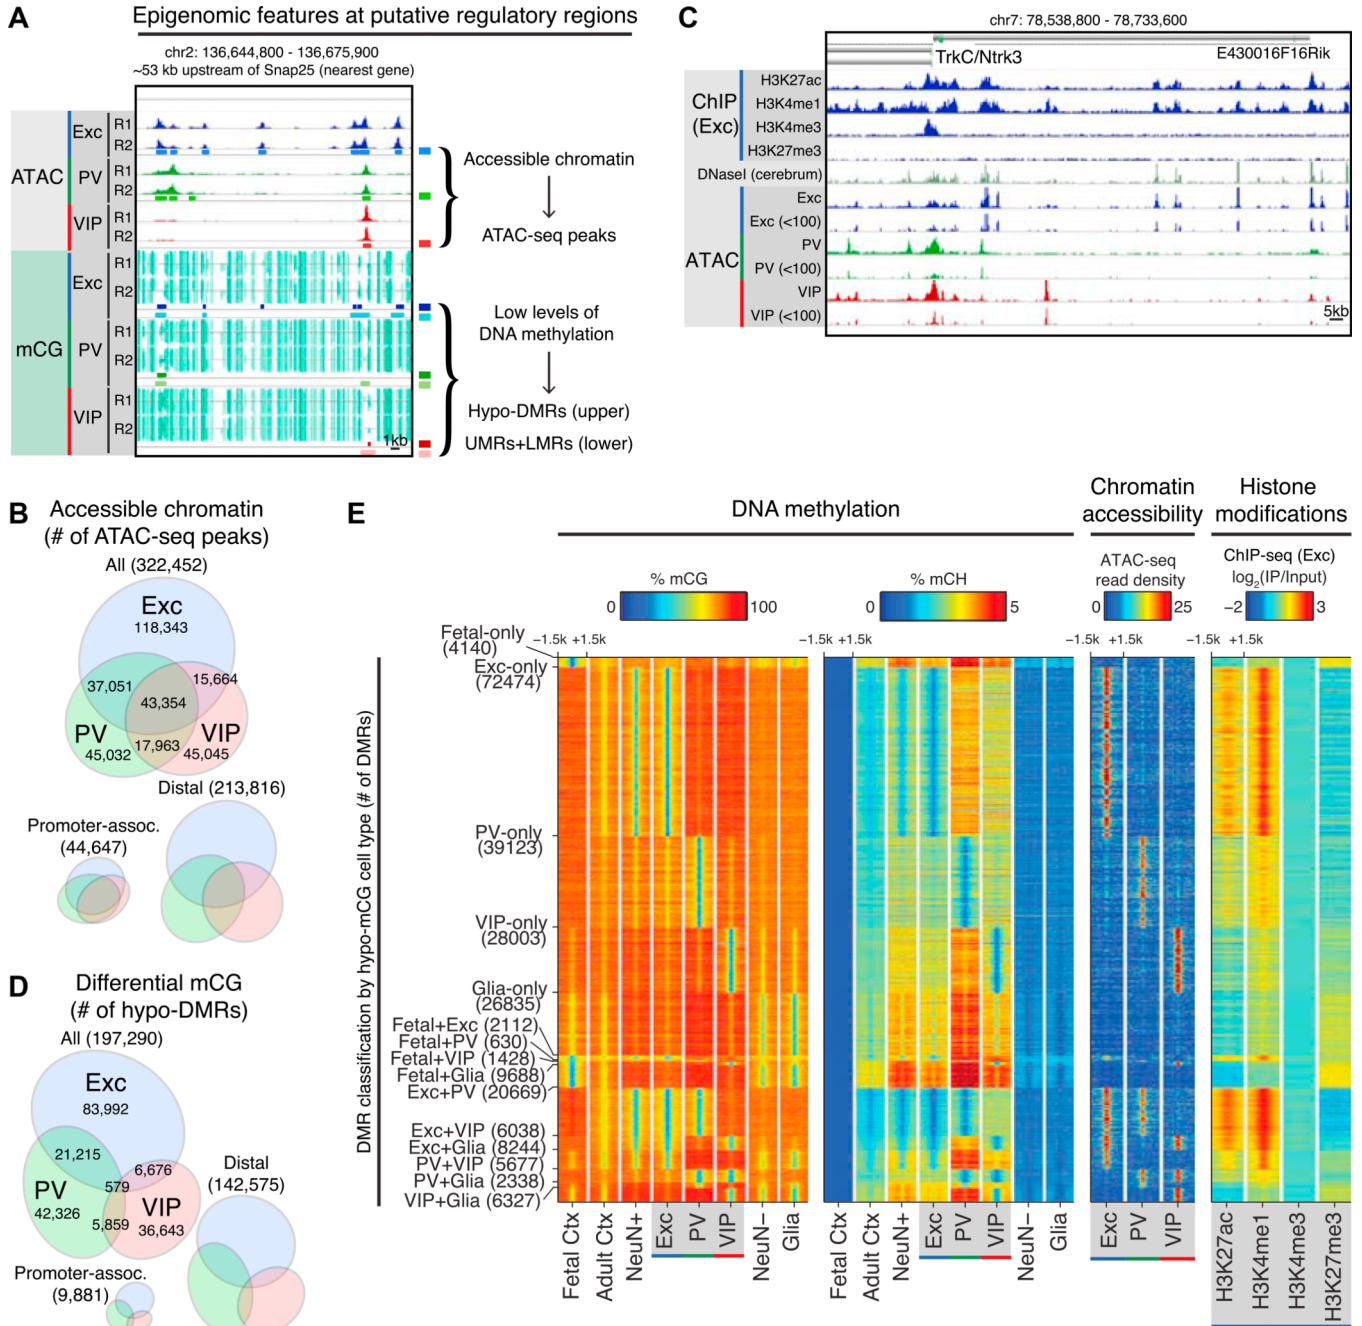 A
Epigenomic features at putative regulatory regions
chr2: 136,644,800 - 136,675,900
~53 kb upstream of Snap25 (nearest gene)
ATAC
Exc
R1
R2
PV
R1
R2
VIP
R1
R2
mCG
Exc
R1
R2
PV
R1
R2
VIP
R1
R2
1kb
Accessible chromatin
ATAC-seq peaks
Low levels of
DNA methylation
Hypo-DMRs (upper)
UMRs+LMRs (lower)
C
chr7: 78,538,800 - 78,733,600
TrkC/Ntrk3
E430016F16Rik
ChIP
(Exc)
H3K27ac
H3K4me1
H3K4me3
H3K27me3
DNaseI (cerebrum)
ATAC
Exc
Exc (<100)
PV
PV (<100)
VIP
VIP (<100)
5kb
B
Accessible chromatin
(# of ATAC-seq peaks)
All (322,452)
Exc
118,343
37,051
15,664
43,354
PV
45,032
17,963
VIP
45,045
Distal (213,816)
Promoter-assoc.
(44,647)
D
Differential mCG
(# of hypo-DMRs)
All (197,290)
Exc
83,992
21,215
6,676
579
PV
42,326
5,859
VIP
36,643
Distal
(142,575)
Promoter-assoc.
(9,881)
E
DNA methylation
Chromatin
accessibility
Histone
modifications
% mCG
0 100
% mCH
0 5
ATAC-seq
read density
0 25
ChIP-seq (Exc)
log2(IP/Input)
−2 3
−1.5k +1.5k
−1.5k +1.5k
−1.5k +1.5k
−1.5k +1.5k
DMR classification by hypo-mCG cell type (# of DMRs)
Fetal-only
(4140)
Exc-only
(72474)
PV-only
(39123)
VIP-only
(28003)
Glia-only
(26835)
Fetal+Exc (2112)
Fetal+PV (630)
Fetal+VIP (1428)
Fetal+Glia (9688)
Exc+PV (20669)
Exc+VIP (6038)
Exc+Glia (8244)
PV+VIP (5677)
PV+Glia (2338)
VIP+Glia (6327)
Fetal Ctx
Adult Ctx
NeuN+
Exc
PV
VIP
NeuN−
Glia
Fetal Ctx
Adult Ctx
NeuN+
Exc
PV
VIP
NeuN−
Glia
Exc
PV
VIP
H3K27ac
H3K4me1
H3K4me3
H3K27me3